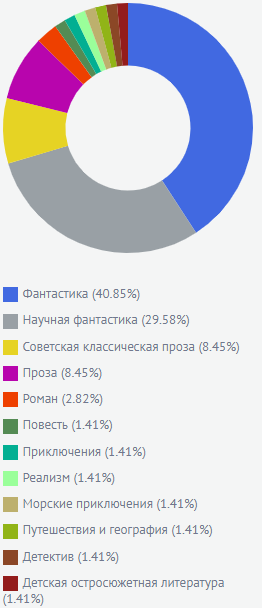 Фантастика (40.85%)
Научная фантастика (29.58%)
Советская классическая проза (8.45%)
Проза (8.45%)
Роман (2.82%)
Повесть (1.41%)
Приключения (1.41%)
Реализм (1.41%)
Морские приключения (1.41%)
Путешествия и география (1.41%)
Детектив (1.41%)
Детская остросюжетная литература
(1.41%)